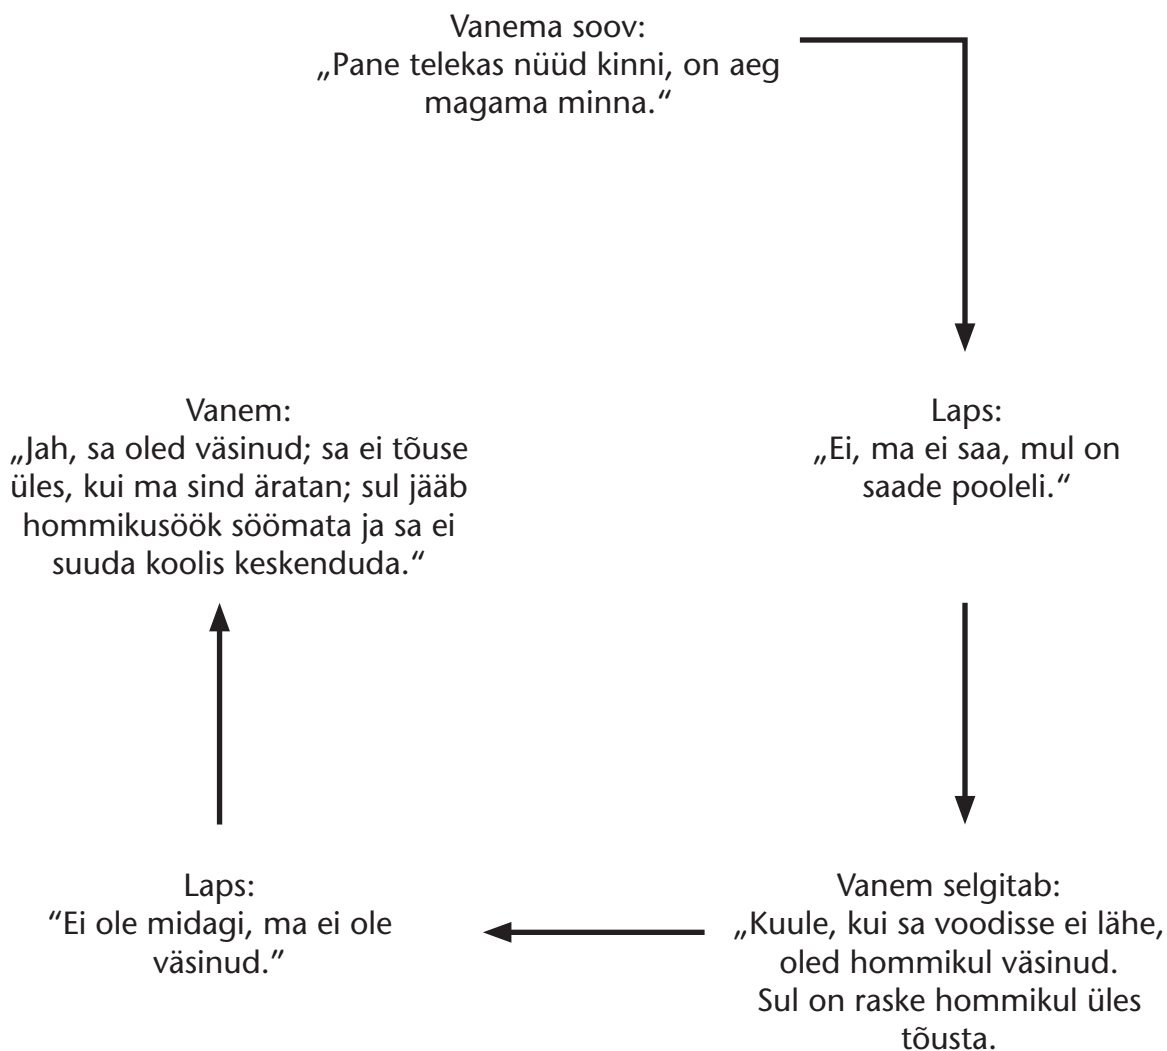 Vanema soov:
„Pane telekas nüüd kinni, on aeg
magama minna.“
Laps:
„Ei, ma ei saa, mul on
saade pooleli.“
Vanem selgitab:
„Kuule, kui sa voodisse ei lähe,
oled hommikul väsinud.
Sul on raske hommikul üles
tõusta.
Laps:
“Ei ole midagi, ma ei ole
väsinud.”
Vanem:
„Jah, sa oled väsinud; sa ei tõuse
üles, kui ma sind äratan; sul jääb
hommikusöök söömata ja sa ei
suuda koolis keskenduda.“